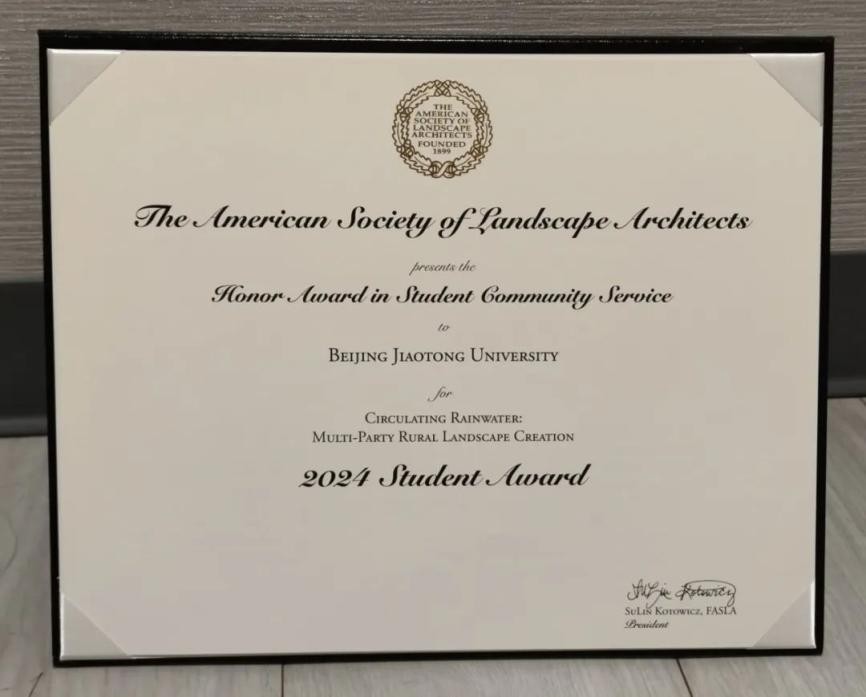 THE
AMERICAN
SOCIETY OF
LANDSCAPE
ARCHITECTS
FOUNDED
1899
The American Society of Landscape Architects
presents the
Honor Award in Student Community Service
to
BEIJING JIAOTONG UNIVERSITY
for
CIRCULATING RAINWATER:
MULTI-PARTY RURAL LANDSCAPE CREATION
2024 Student Award
SuLin Kotowicz
SULIN KOTOWICZ, FASLA
President